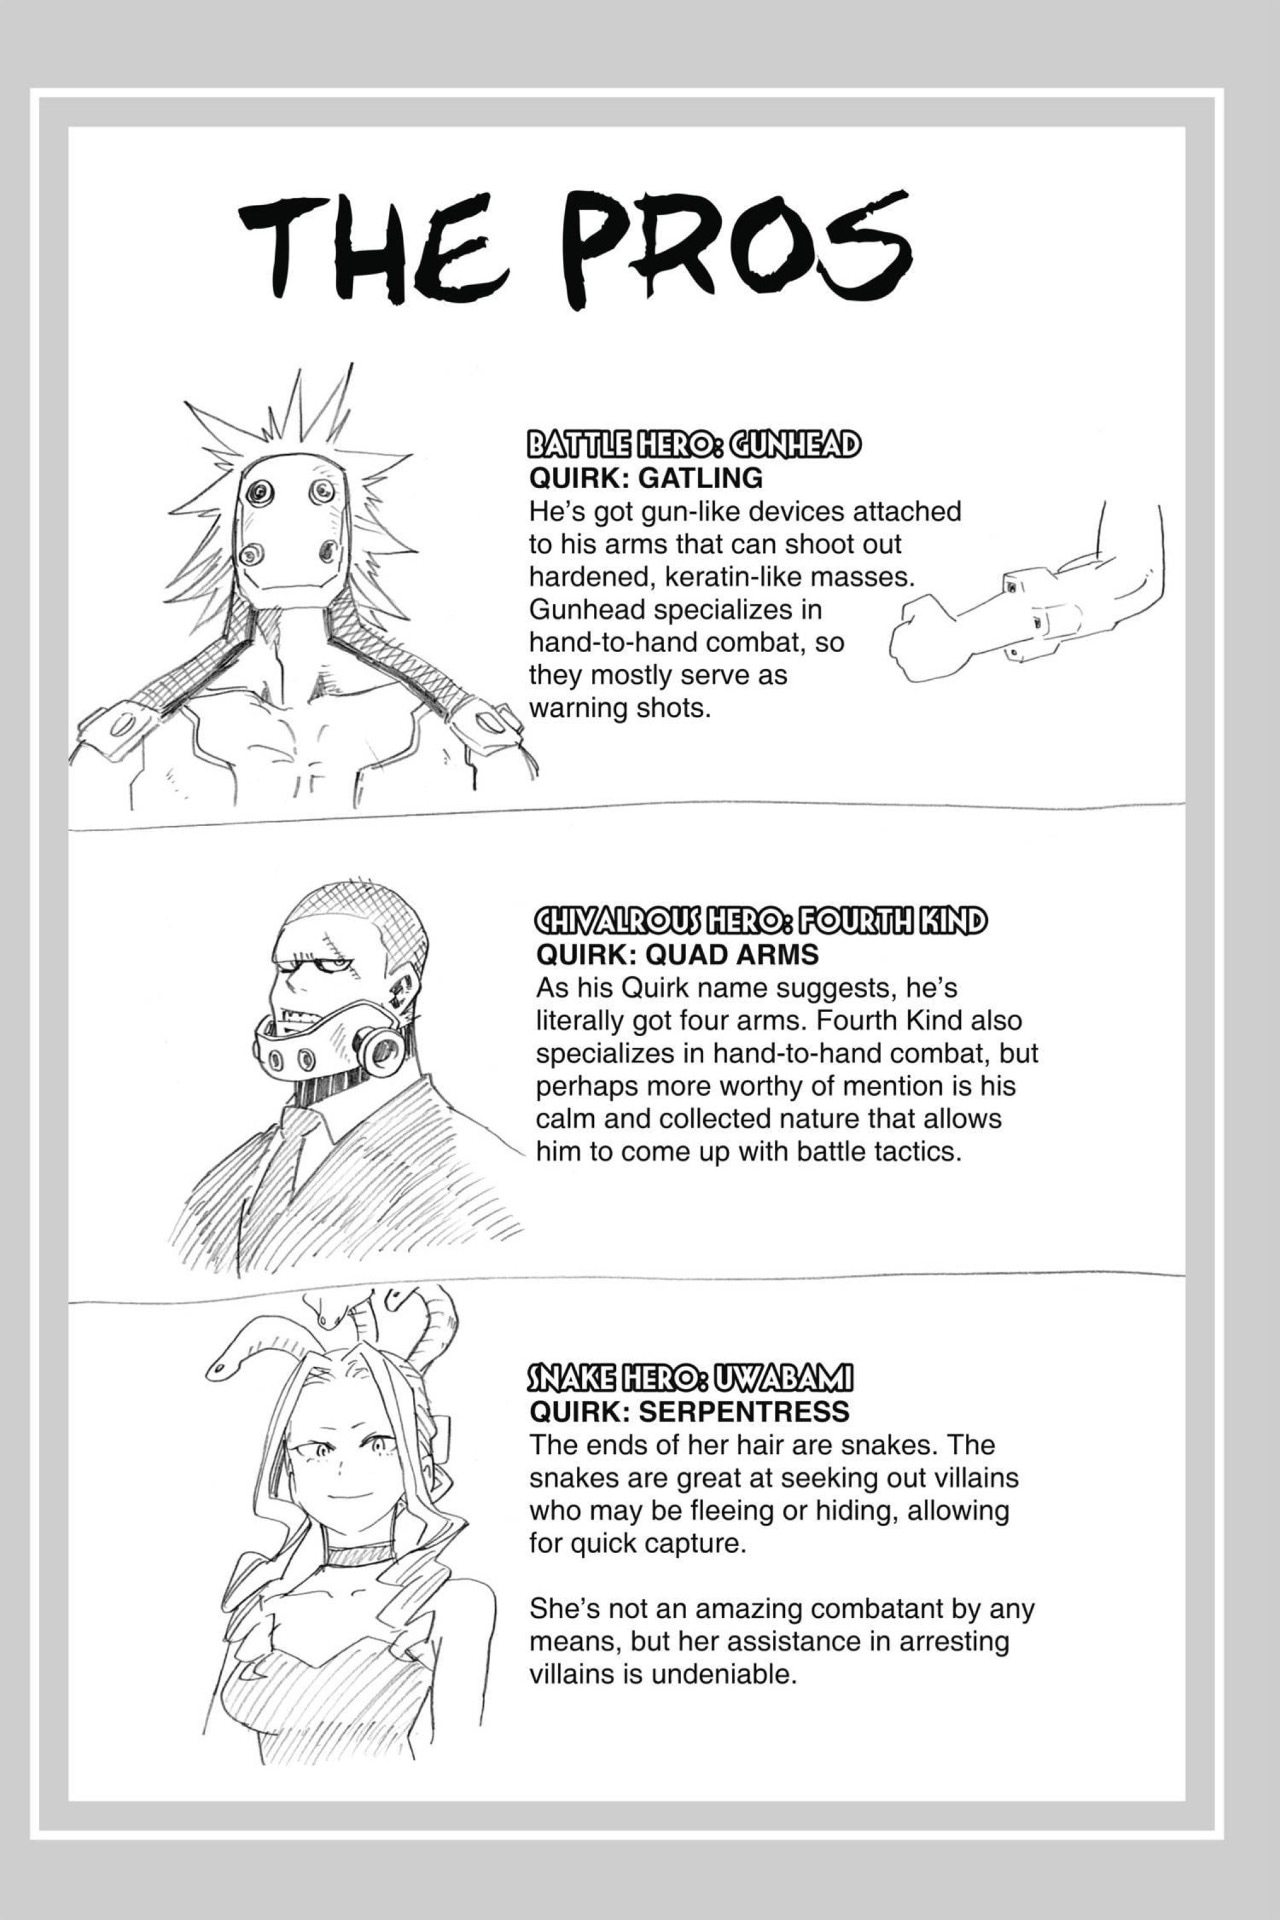 THE PROS
BATTLE HERO: GUNHEAD
QUIRK: GATLING
He’s got gun-like devices attached
to his arms that can shoot out
hardened, keratin-like masses.
Gunhead specializes in
hand-to-hand combat, so
they mostly serve as
warning shots.
CHIVALROUS HERO: FOURTH KIND
QUIRK: QUAD ARMS
As his Quirk name suggests, he’s
literally got four arms. Fourth Kind also
specializes in hand-to-hand combat, but
perhaps more worthy of mention is his
calm and collected nature that allows
him to come up with battle tactics.
SNAKE HERO: UWABAMI
QUIRK: SERPENTRESS
The ends of her hair are snakes. The
snakes are great at seeking out villains
who may be fleeing or hiding, allowing
for quick capture.
She’s not an amazing combatant by any
means, but her assistance in arresting
villains is undeniable.